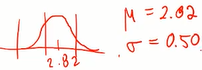 μ = 2.82
σ = 0.50.
2.82